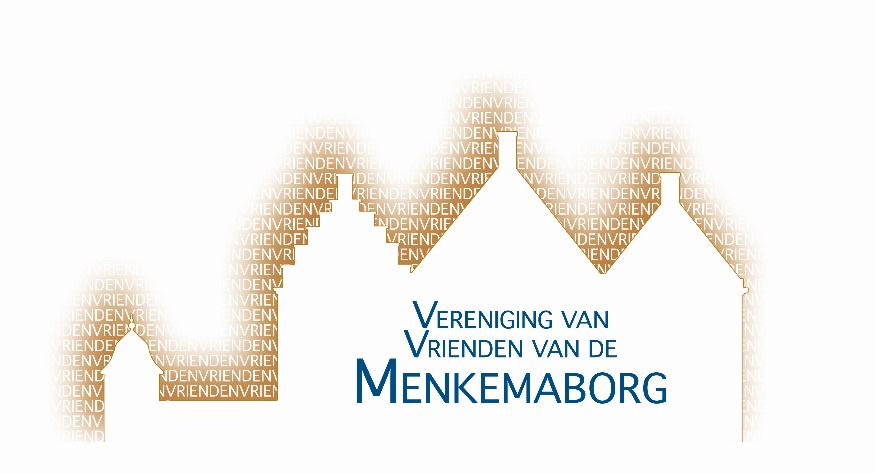 VERENIGING VAN
VRIENDEN VAN DE
MENKEMABORG